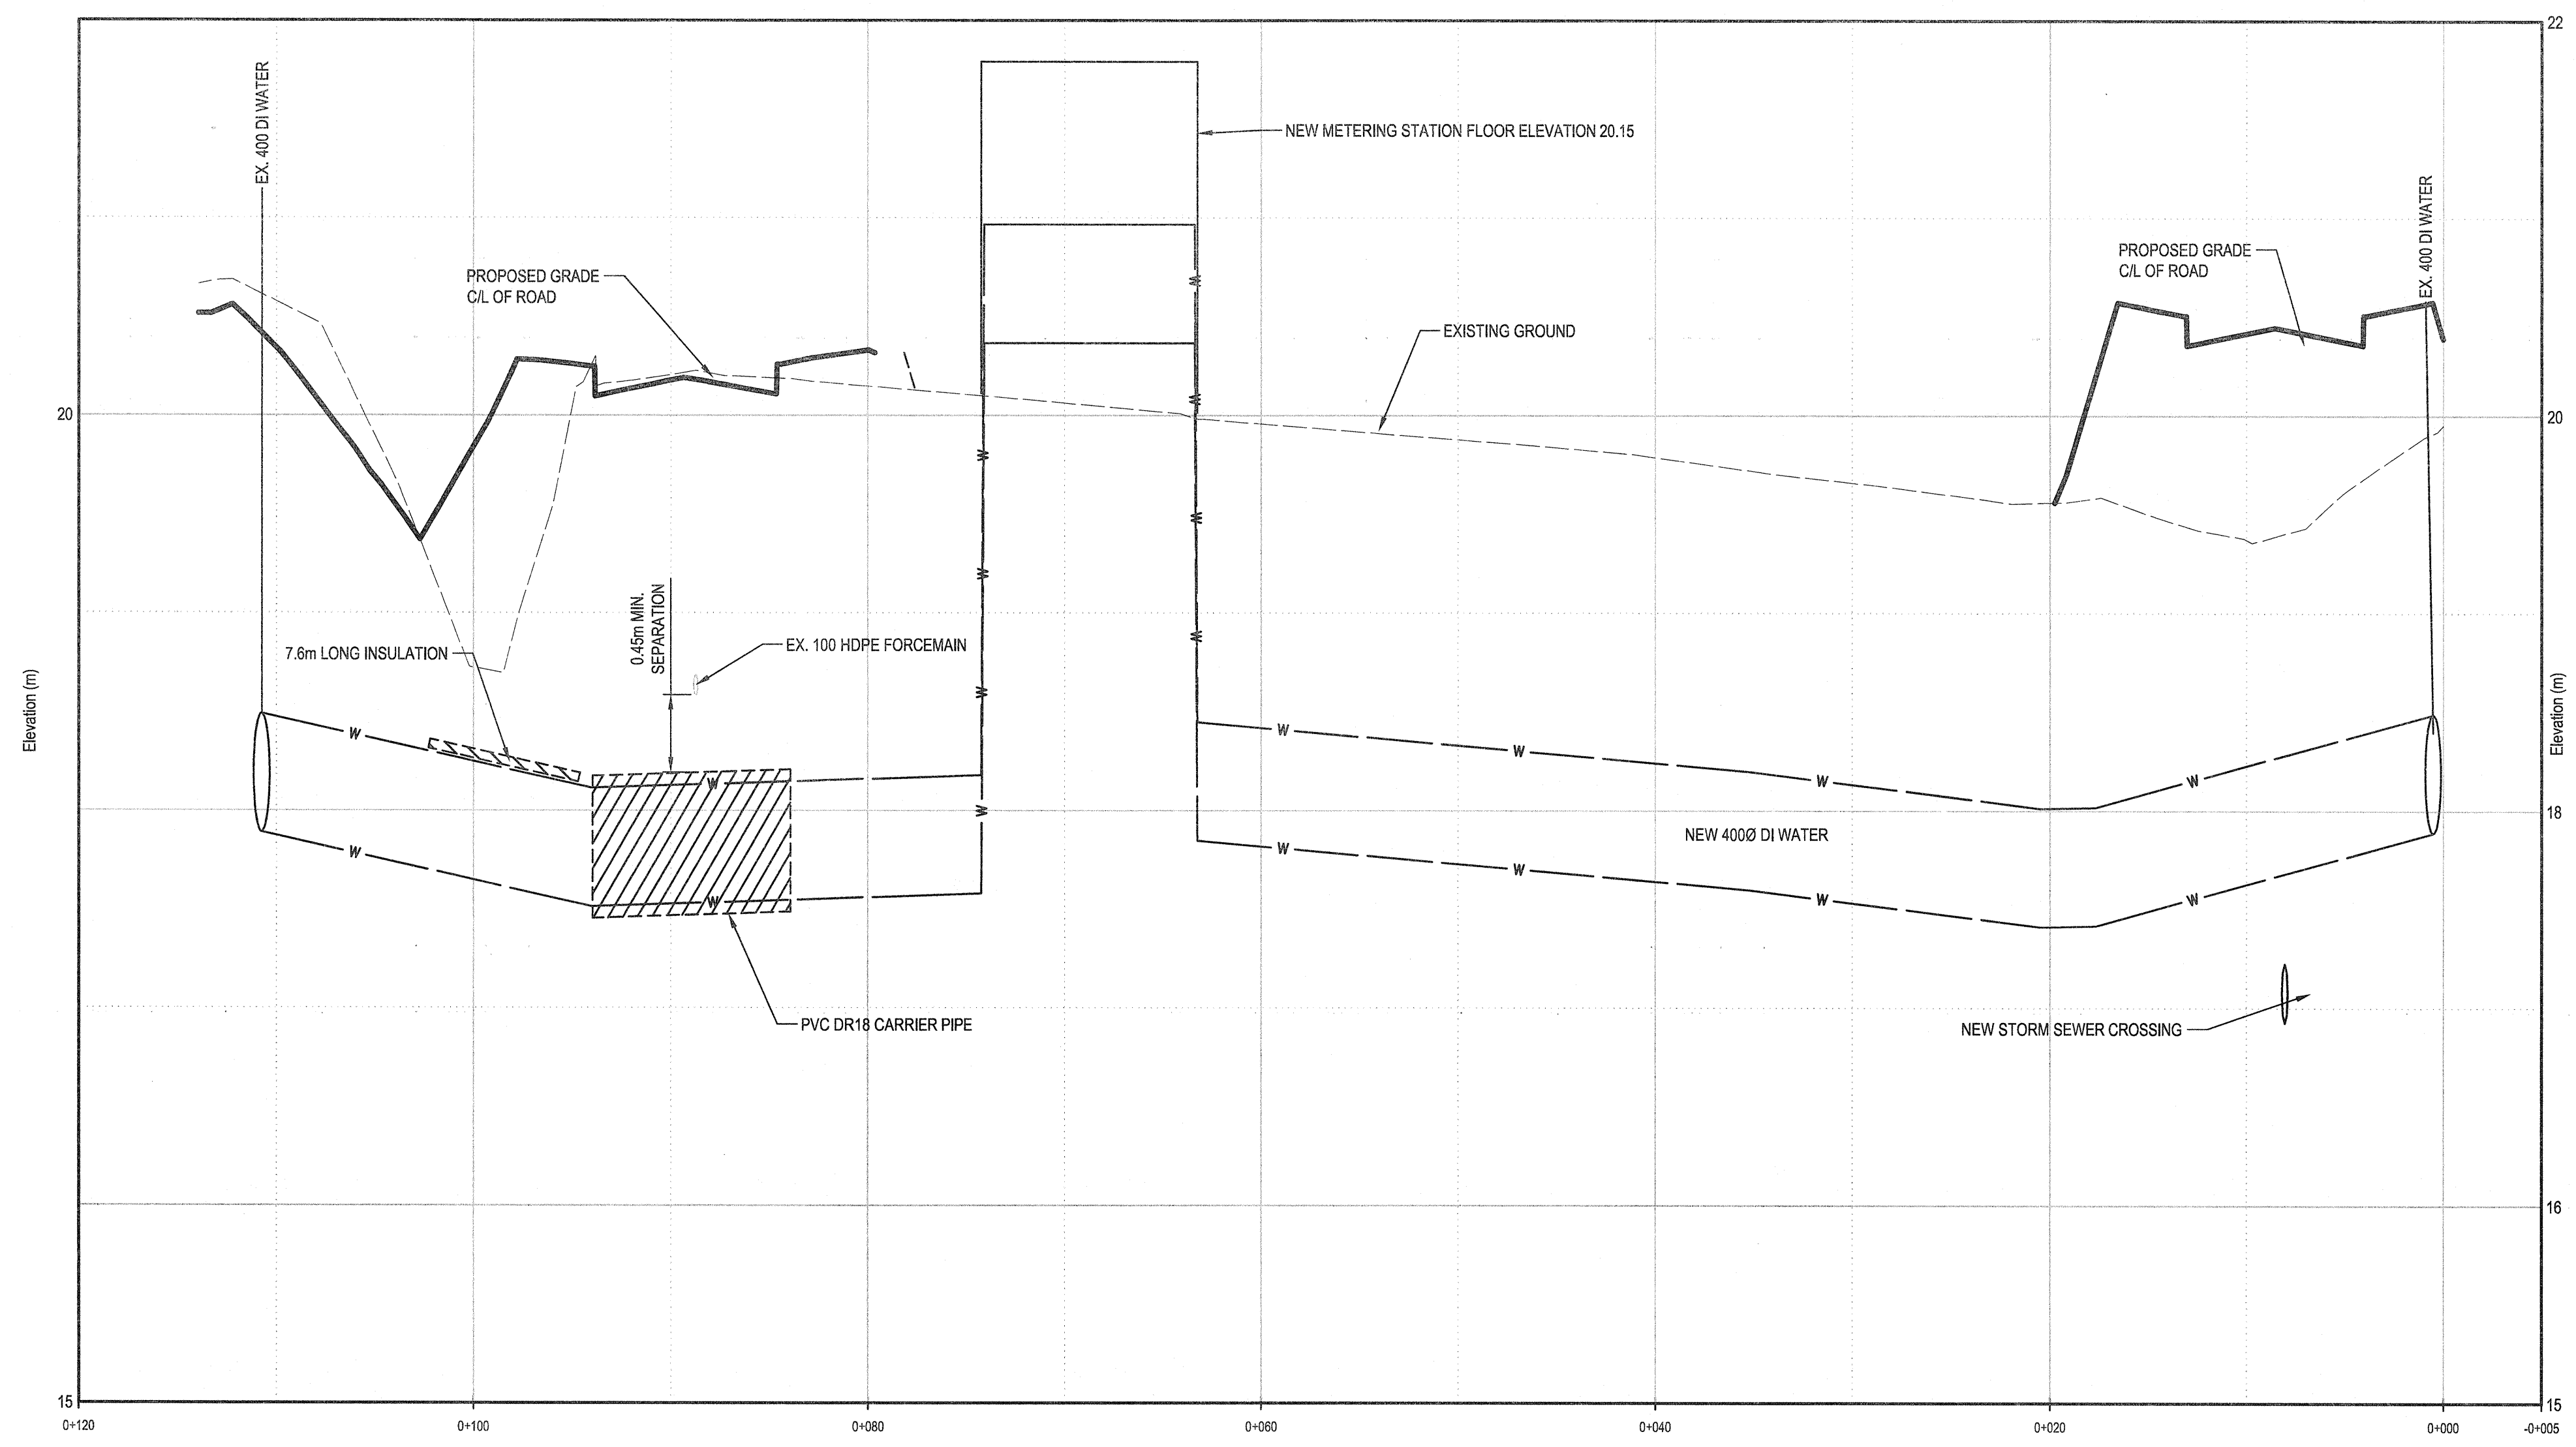 22
EX. 400 DI WATER
NEW METERING STATION FLOOR ELEVATION 20.15
EX. 400 DI WATER
PROPOSED GRADE
C/L OF ROAD
PROPOSED GRADE
C/L OF ROAD
EXISTING GROUND
20
20
W
W
W
W
W
W
W
W
0.45m MIN.
SEPARATION
EX. 100 HDPE FORCEMAIN
7.6m LONG INSULATION
Elevation (m)
Elevation (m)
W
W
W
W
W
W
W
18
NEW 400Ø DI WATER
W
W
W
W
W
W
PVC DR18 CARRIER PIPE
NEW STORM SEWER CROSSING
16
15
15
0+120
0+100
0+080
0+060
0+040
0+020
0+000
-0+005